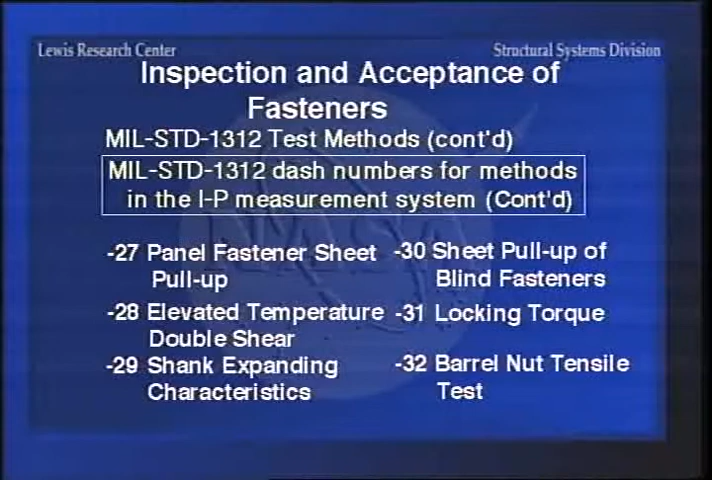 Lewis Research Center
Structural Systems Division
Inspection and Acceptance of
Fasteners
MIL-STD-1312 Test Methods (cont'd)
MIL-STD-1312 dash numbers for methods
in the I-P measurement system (Cont'd)
-27 Panel Fastener Sheet
Pull-up
-28 Elevated Temperature
Double Shear
-29 Shank Expanding
Characteristics
-30 Sheet Pull-up of
Blind Fasteners
-31 Locking Torque
-32 Barrel Nut Tensile
Test
NASA